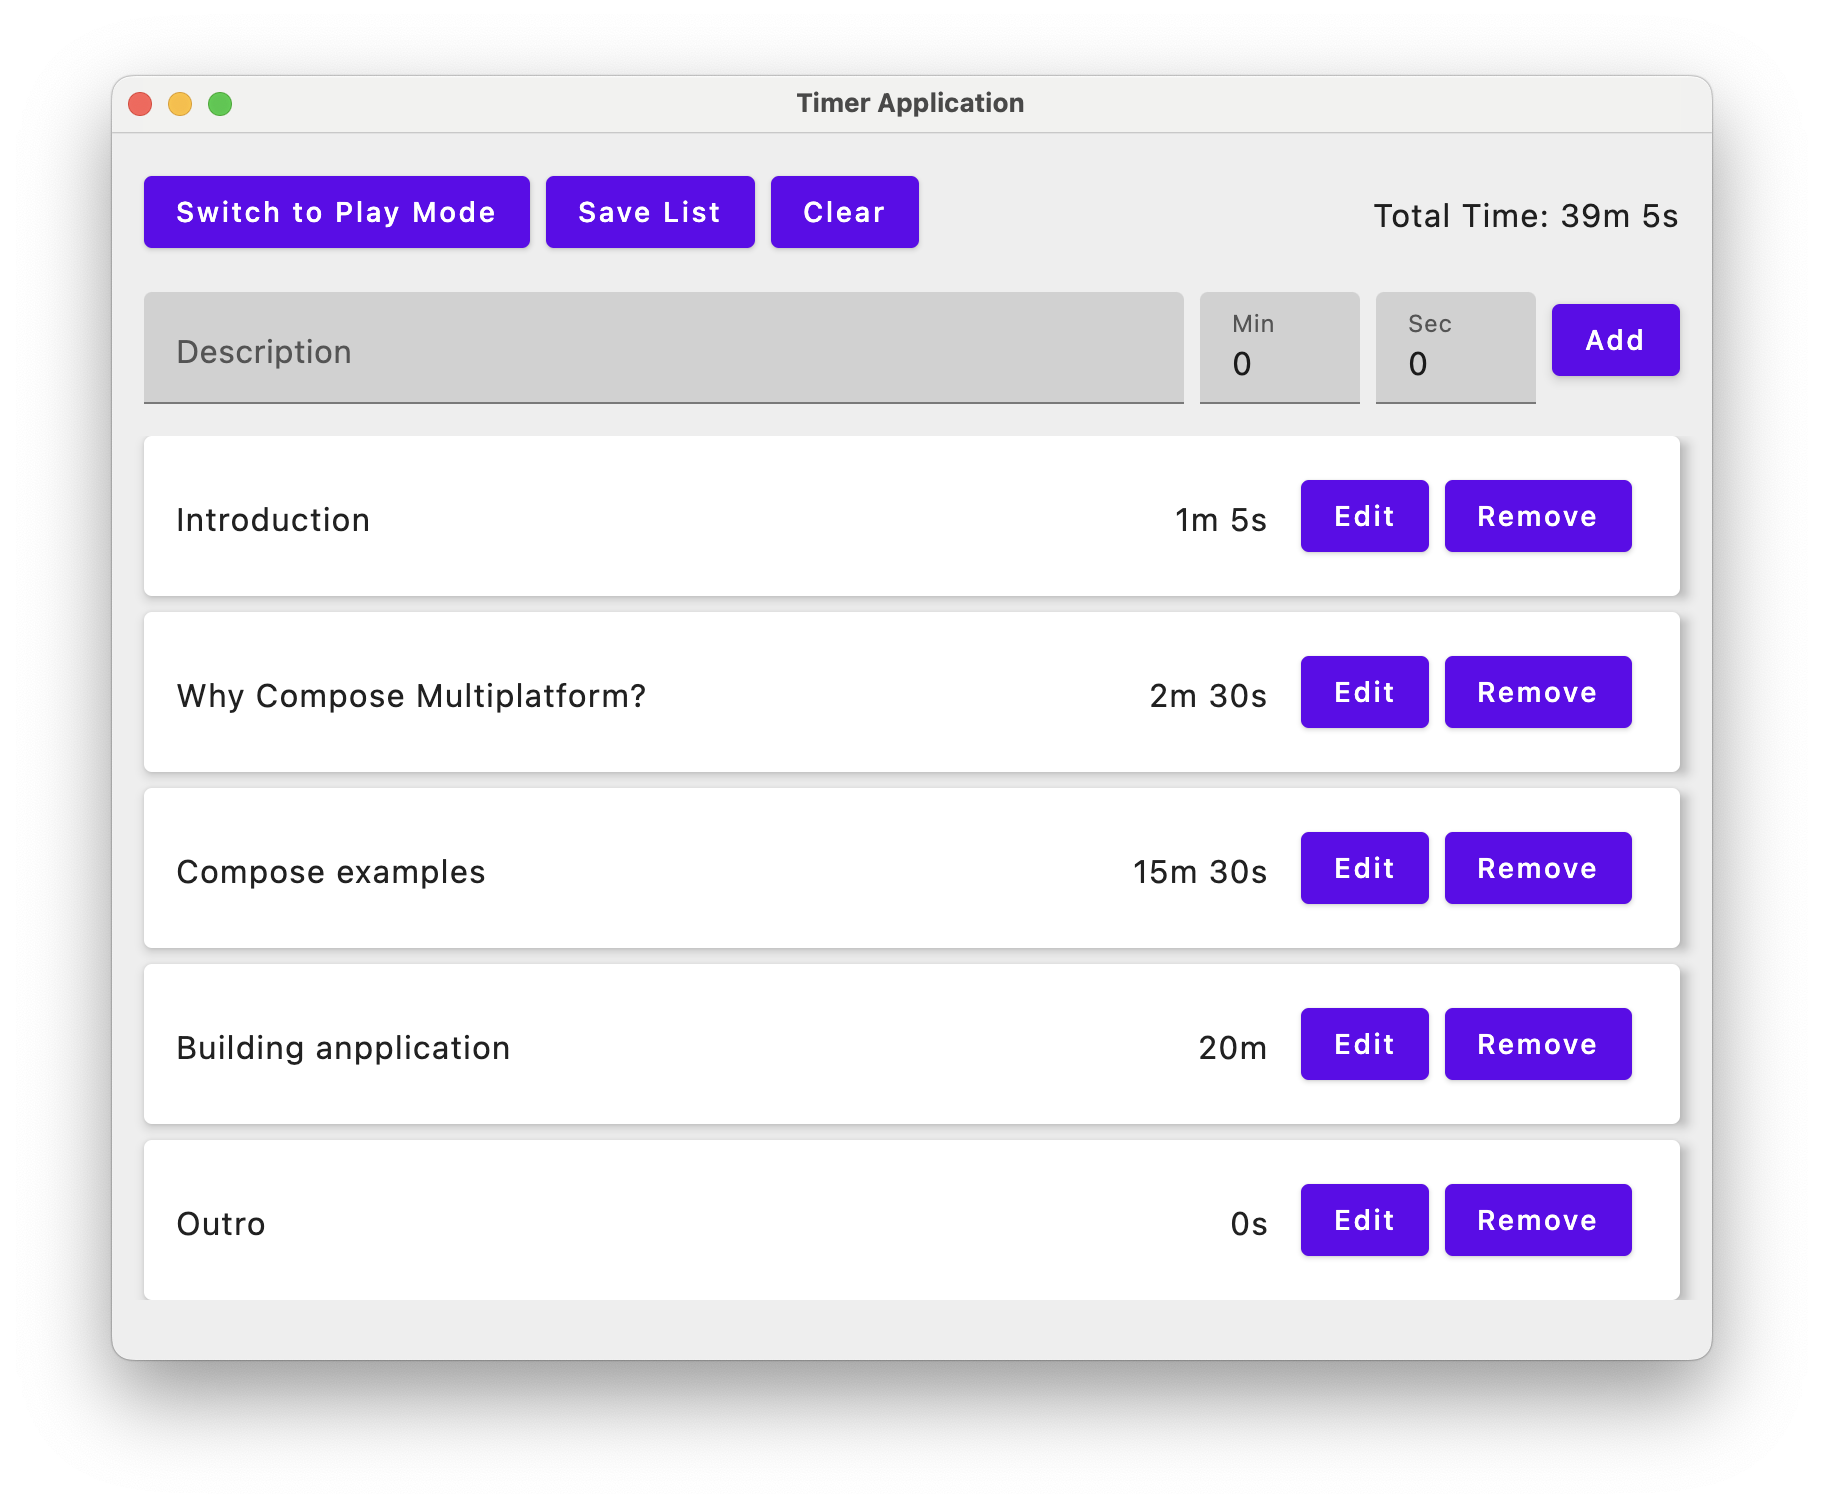 Timer Application
Switch to Play Mode Save List Clear Total Time: 39m 5s
Description Min 0 Sec 0 Add
Introduction 1m 5s Edit Remove
Why Compose Multiplatform? 2m 30s Edit Remove
Compose examples 15m 30s Edit Remove
Building anpplication 20m Edit Remove
Outro 0s Edit Remove